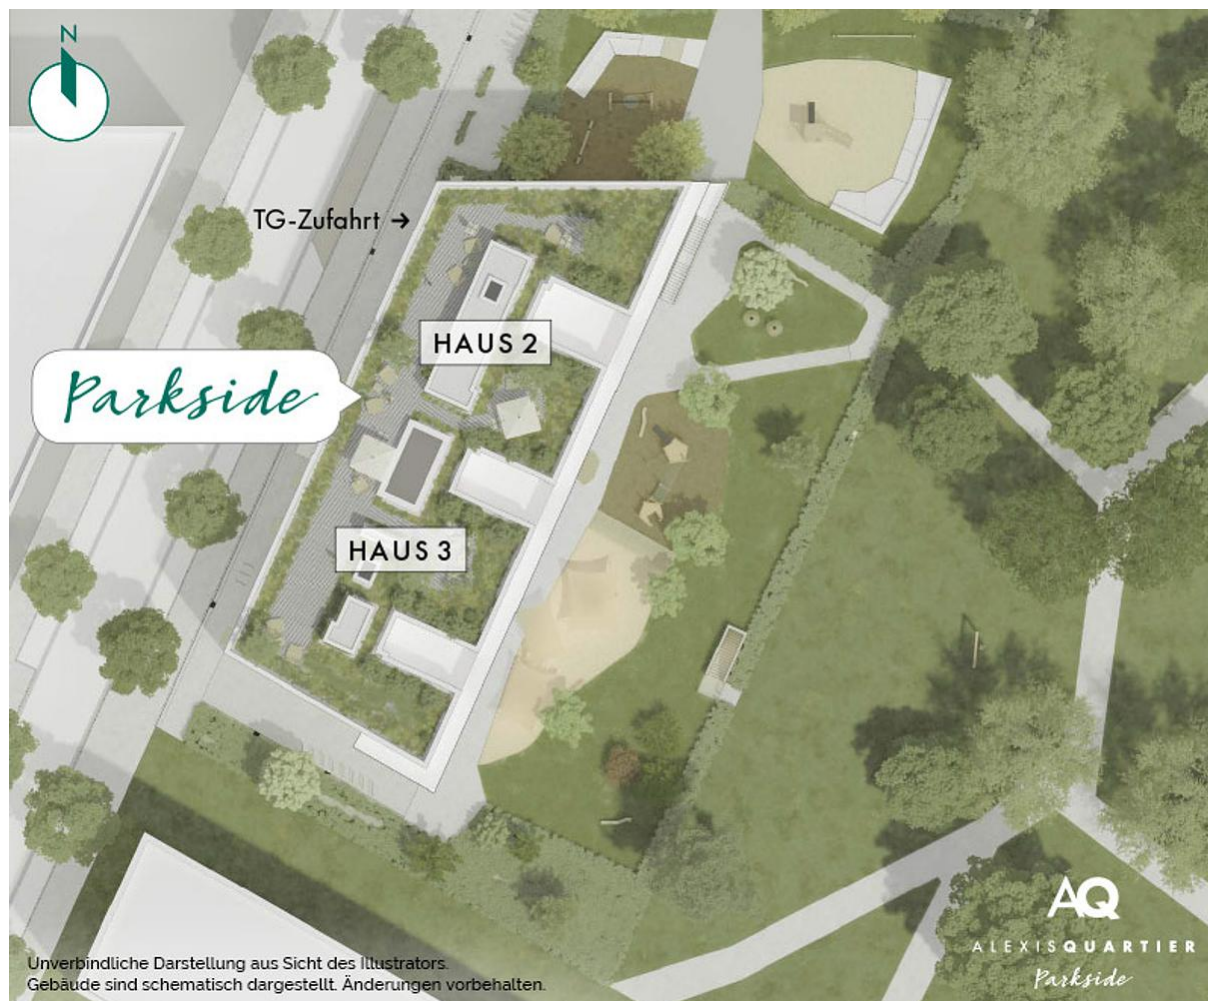 N
TG-Zufahrt →
HAUS 2
Parkside
HAUS 3
AQ
ALEXISQUARTIER
Parkside
Unverbindliche Darstellung aus Sicht des Illustrators.
Gebäude sind schematisch dargestellt. Änderungen vorbehalten.